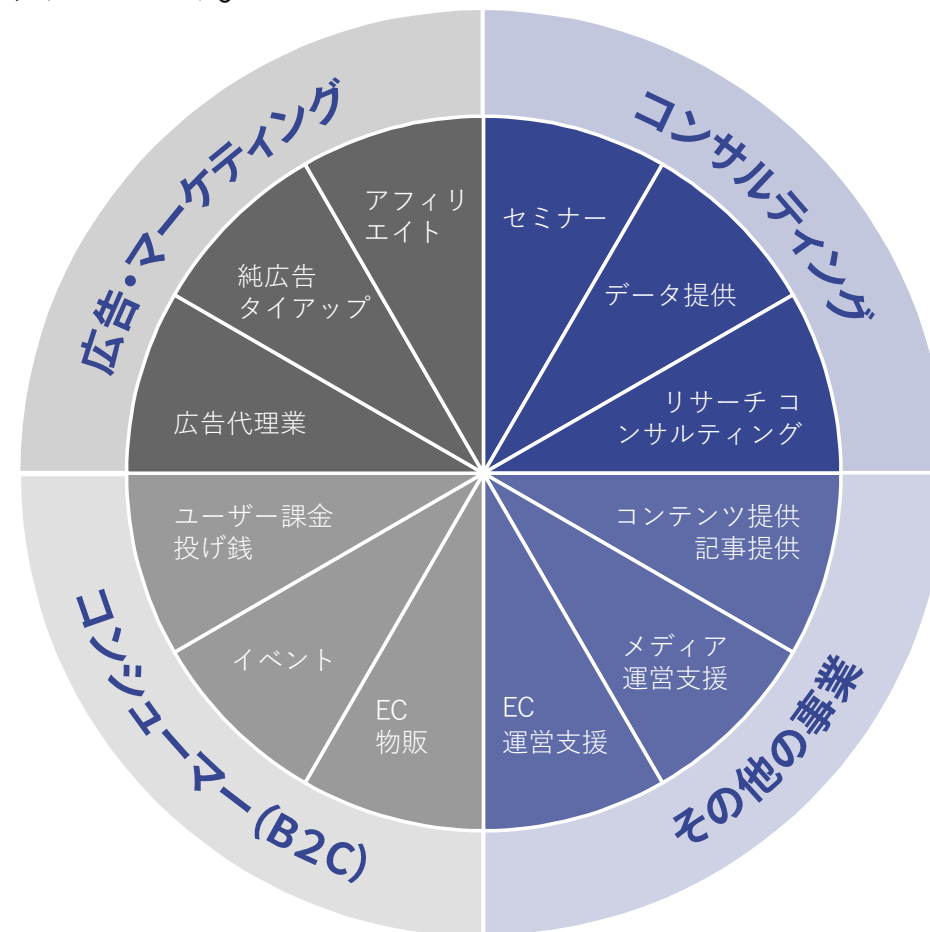 広告・マーケティング
アフィリ
エイト
純広告
タイアップ
広告代理業
コンサルティング
セミナー
データ提供
リサーチ コ
ンサルティング
コンシューマー(B2C)
ユーザー課金
投げ銭
イベント
EC
物販
その他の事業
コンテンツ提供
記事提供
メディア
運営支援
EC
運営支援